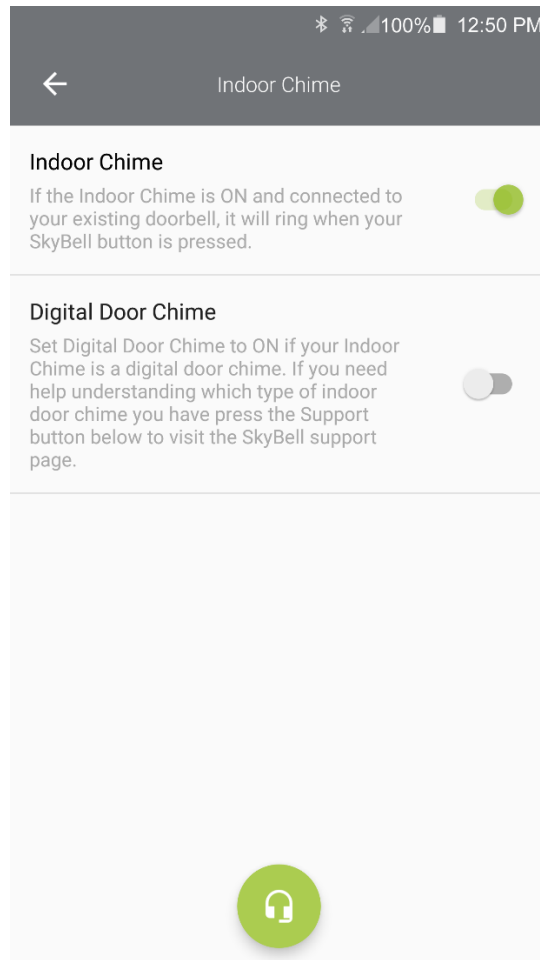 100% 12:50 PM
Indoor Chime
Indoor Chime
If the Indoor Chime is ON and connected to
your existing doorbell, it will ring when your
SkyBell button is pressed.
Digital Door Chime
Set Digital Door Chime to ON if your Indoor
Chime is a digital door chime. If you need
help understanding which type of indoor
door chime you have press the Support
button below to visit the SkyBell support
page.